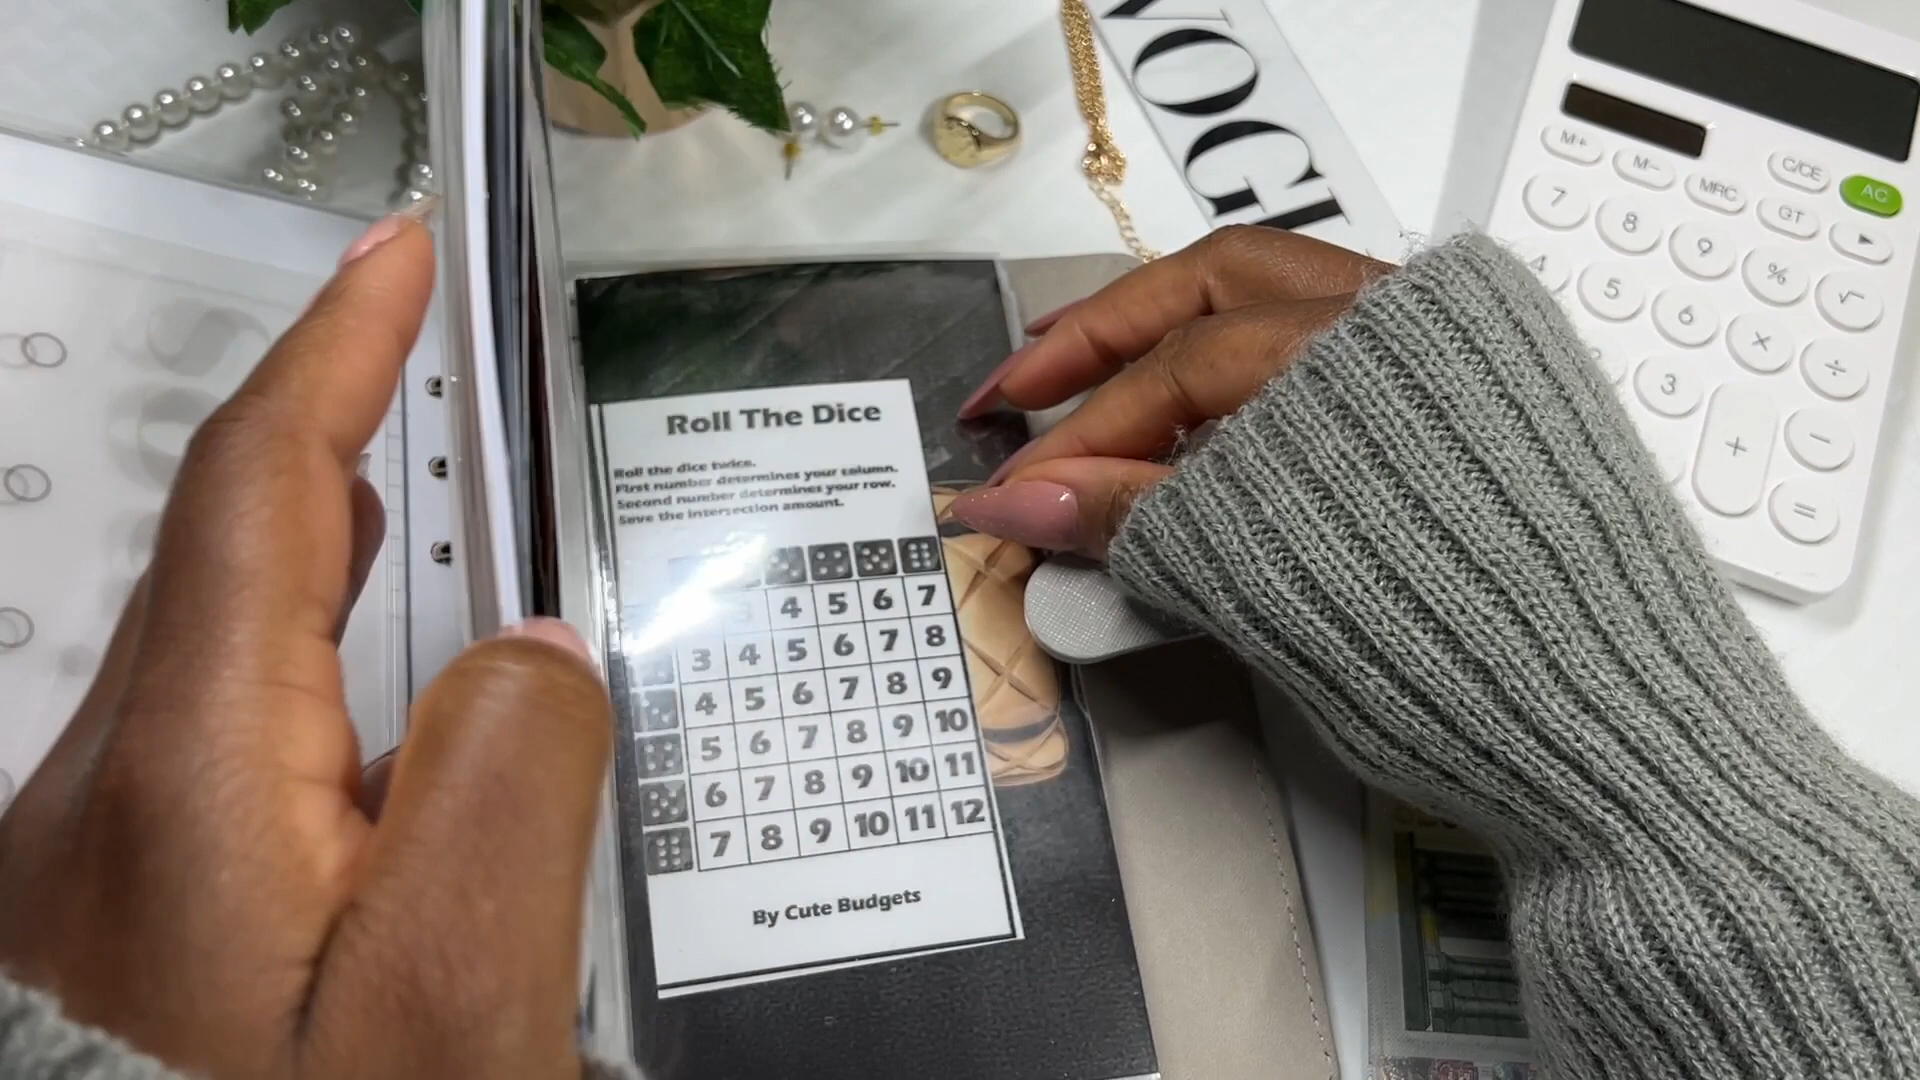 VOGU
M+
M−
MRC
C/CE
AC
GT
▶
7
8
9
%
√
4
5
6
×
÷
3
+
−
=
Roll The Dice
Roll the dice twice.
First number determines your column.
Second number determines your row.
Save the intersection amount.
3 4 5 6 7
3 4 5 6 7 8
4 5 6 7 8 9
5 6 7 8 9 10
6 7 8 9 10 11
7 8 9 10 11 12
By Cute Budgets